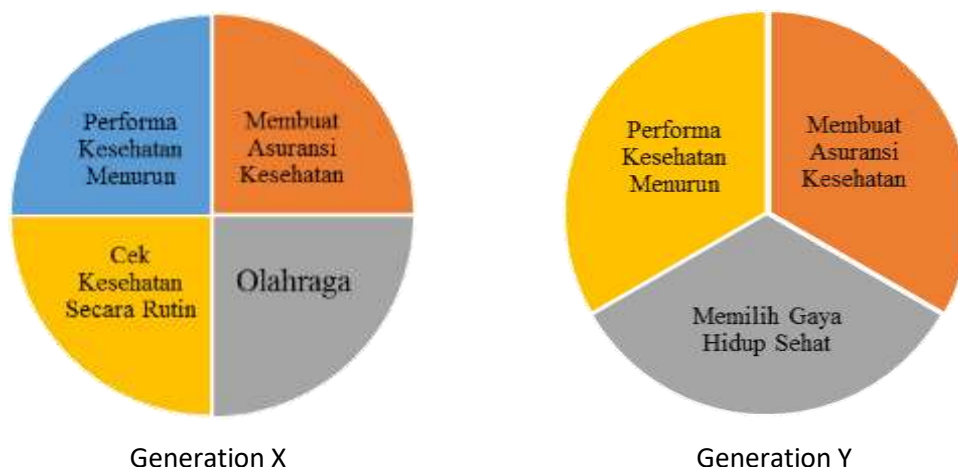 Performa
Kesehatan
Menurun
Membuat
Asuransi
Kesehatan
Cek
Kesehatan
Secara Rutin
Olahraga
Generation X
Performa
Kesehatan
Menurun
Membuat
Asuransi
Kesehatan
Memilih Gaya
Hidup Sehat
Generation Y